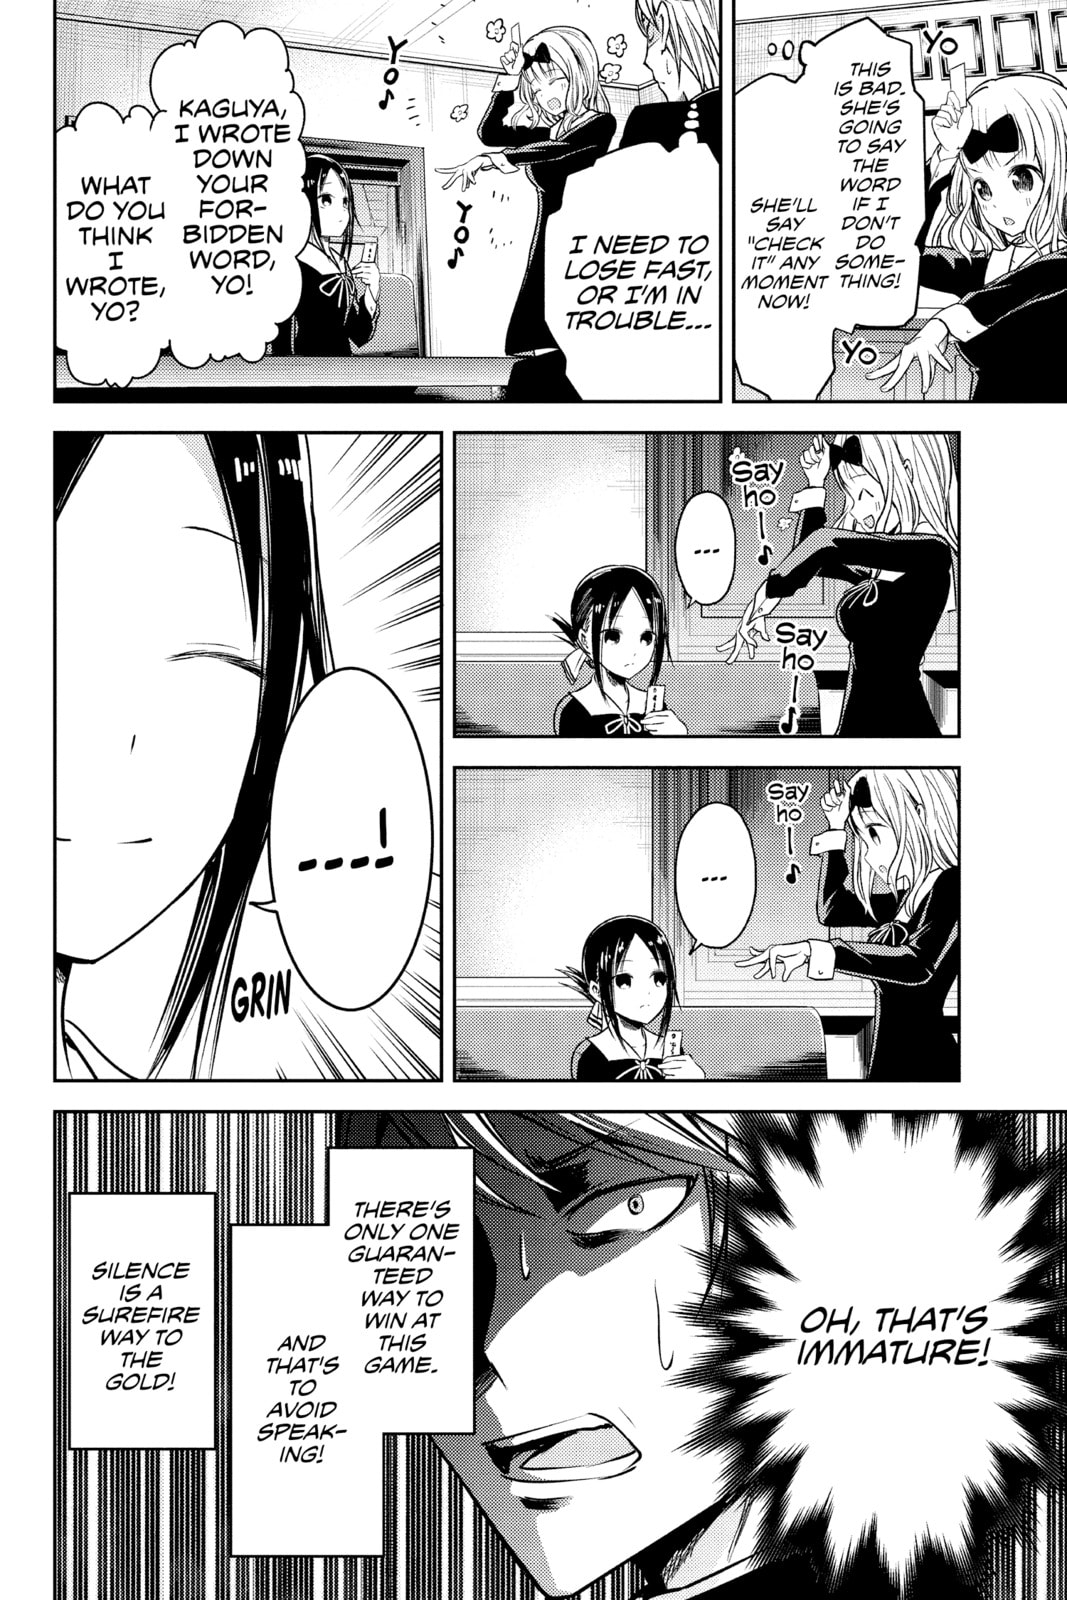 THIS
IS BAD.
SHE'S
GOING
TO SAY
THE
WORD
IF I
DON'T
DO
SOME-
THING!
SHE'LL
SAY
"CHECK
IT" ANY
MOMENT
NOW!
YO
YO
I NEED TO
LOSE FAST,
OR I'M IN
TROUBLE...
YO
YO
KAGUYA,
I WROTE
DOWN
YOUR
FOR-
BIDDEN
WORD,
YO!
WHAT
DO YOU
THINK
I
WROTE,
YO?
Say
ho
Say
ho
---
Say
ho
---
----!
GRIN
OH, THAT'S
IMMATURE!
THERE'S
ONLY ONE
GUARAN-
TEED
WAY TO
WIN AT
THIS
GAME.
AND
THAT'S
TO
AVOID
SPEAK-
ING!
SILENCE
IS A
SUREFIRE
WAY TO
THE
GOLD!